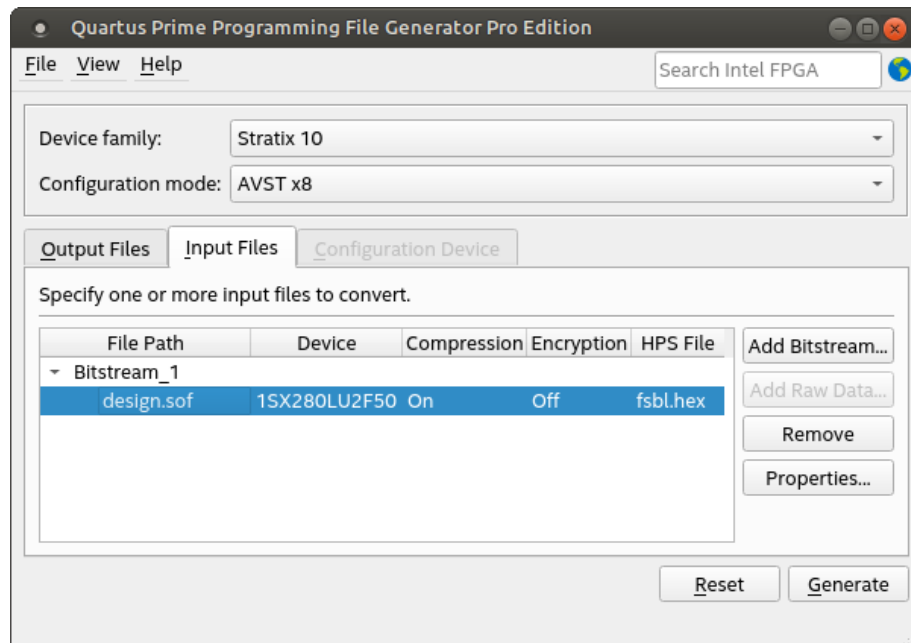 Quartus Prime Programming File Generator Pro Edition
File View Help Search Intel FPGA
Device family: Stratix 10
Configuration mode: AVST x8
Output Files Input Files Configuration Device
Specify one or more input files to convert.
File Path Device Compression Encryption HPS File Add Bitstream...
Bitstream_1
design.sof 1SX280LU2F50 On Off fsbl.hex Add Raw Data...
Remove
Properties...
Reset Generate